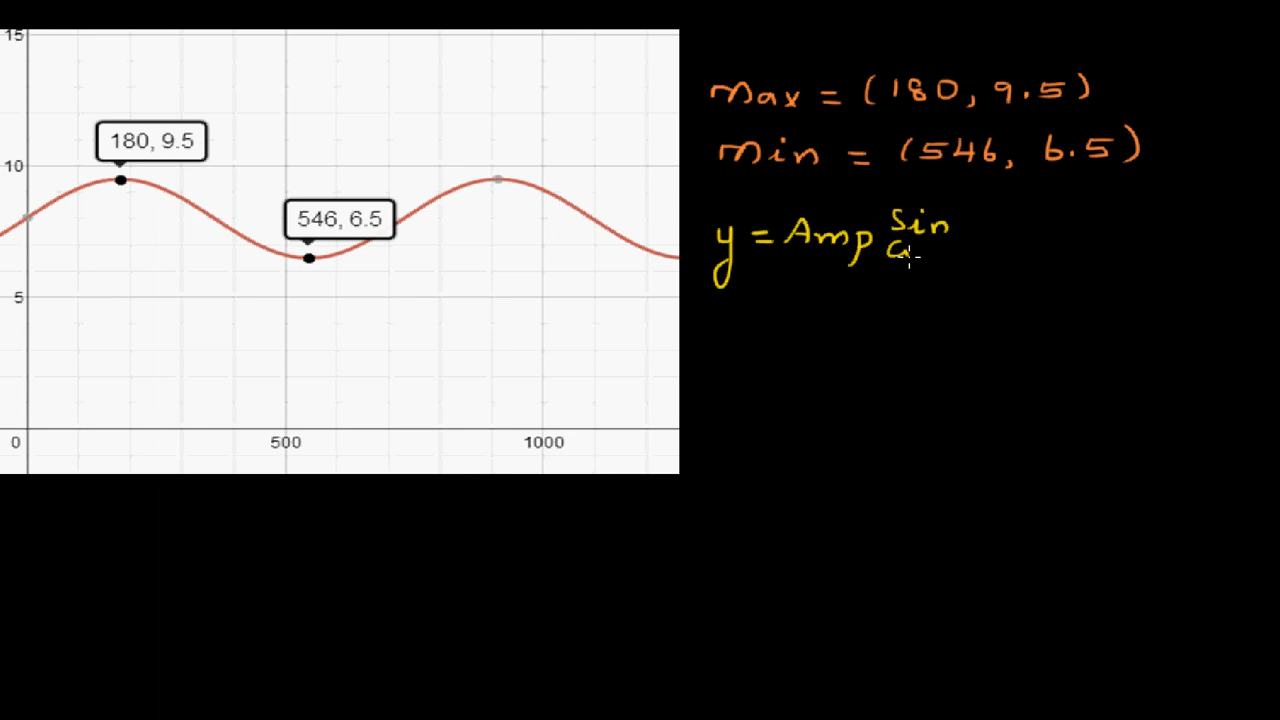 15
180, 9.5
10
546, 6.5
5
0 500 1000
max = (180, 9.5)
min = (546, 6.5)
y = Amp Sin